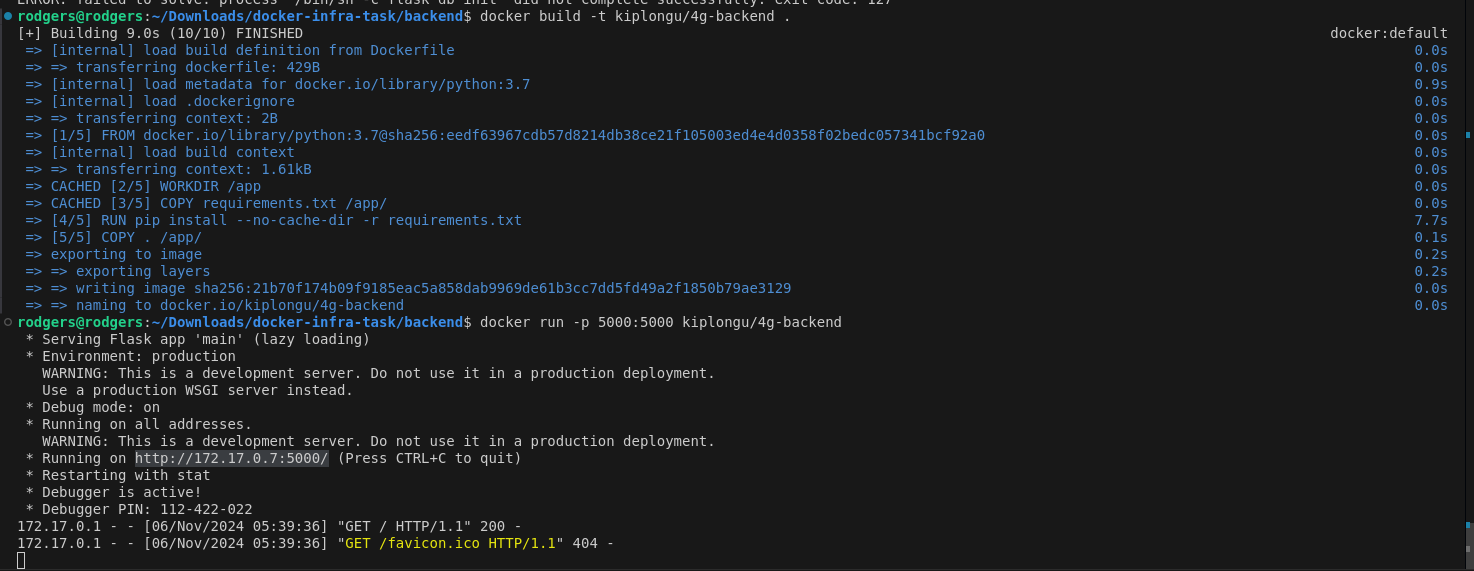 ERROR: failed to solve: process "/bin/sh -c flask db init" did not complete successfully: exit code: 127
rodgers@rodgers:~/Downloads/docker-infra-task/backend$ docker build -t kiplongu/4g-backend .
[+] Building 9.0s (10/10) FINISHED docker:default
=> [internal] load build definition from Dockerfile 0.0s
=> => transferring dockerfile: 429B 0.0s
=> [internal] load metadata for docker.io/library/python:3.7 0.9s
=> [internal] load .dockerignore 0.0s
=> => transferring context: 2B 0.0s
=> [1/5] FROM docker.io/library/python:3.7@sha256:eedf63967cdb57d8214db38ce21f105003ed4e4d0358f02bedc057341bcf92a0 0.0s
=> [internal] load build context 0.0s
=> => transferring context: 1.61kB 0.0s
=> CACHED [2/5] WORKDIR /app 0.0s
=> CACHED [3/5] COPY requirements.txt /app/ 0.0s
=> [4/5] RUN pip install --no-cache-dir -r requirements.txt 7.7s
=> [5/5] COPY . /app/ 0.1s
=> exporting to image 0.2s
=> => exporting layers 0.2s
=> => writing image sha256:21b70f174b09f9185eac5a858dab9969de61b3cc7dd5fd49a2f1850b79ae3129 0.0s
=> => naming to docker.io/kiplongu/4g-backend 0.0s
rodgers@rodgers:~/Downloads/docker-infra-task/backend$ docker run -p 5000:5000 kiplongu/4g-backend
* Serving Flask app 'main' (lazy loading)
* Environment: production
WARNING: This is a development server. Do not use it in a production deployment.
Use a production WSGI server instead.
* Debug mode: on
* Running on all addresses.
WARNING: This is a development server. Do not use it in a production deployment.
* Running on http://172.17.0.7:5000/ (Press CTRL+C to quit)
* Restarting with stat
* Debugger is active!
* Debugger PIN: 112-422-022
172.17.0.1 - - [06/Nov/2024 05:39:36] "GET / HTTP/1.1" 200 -
172.17.0.1 - - [06/Nov/2024 05:39:36] "GET /favicon.ico HTTP/1.1" 404 -